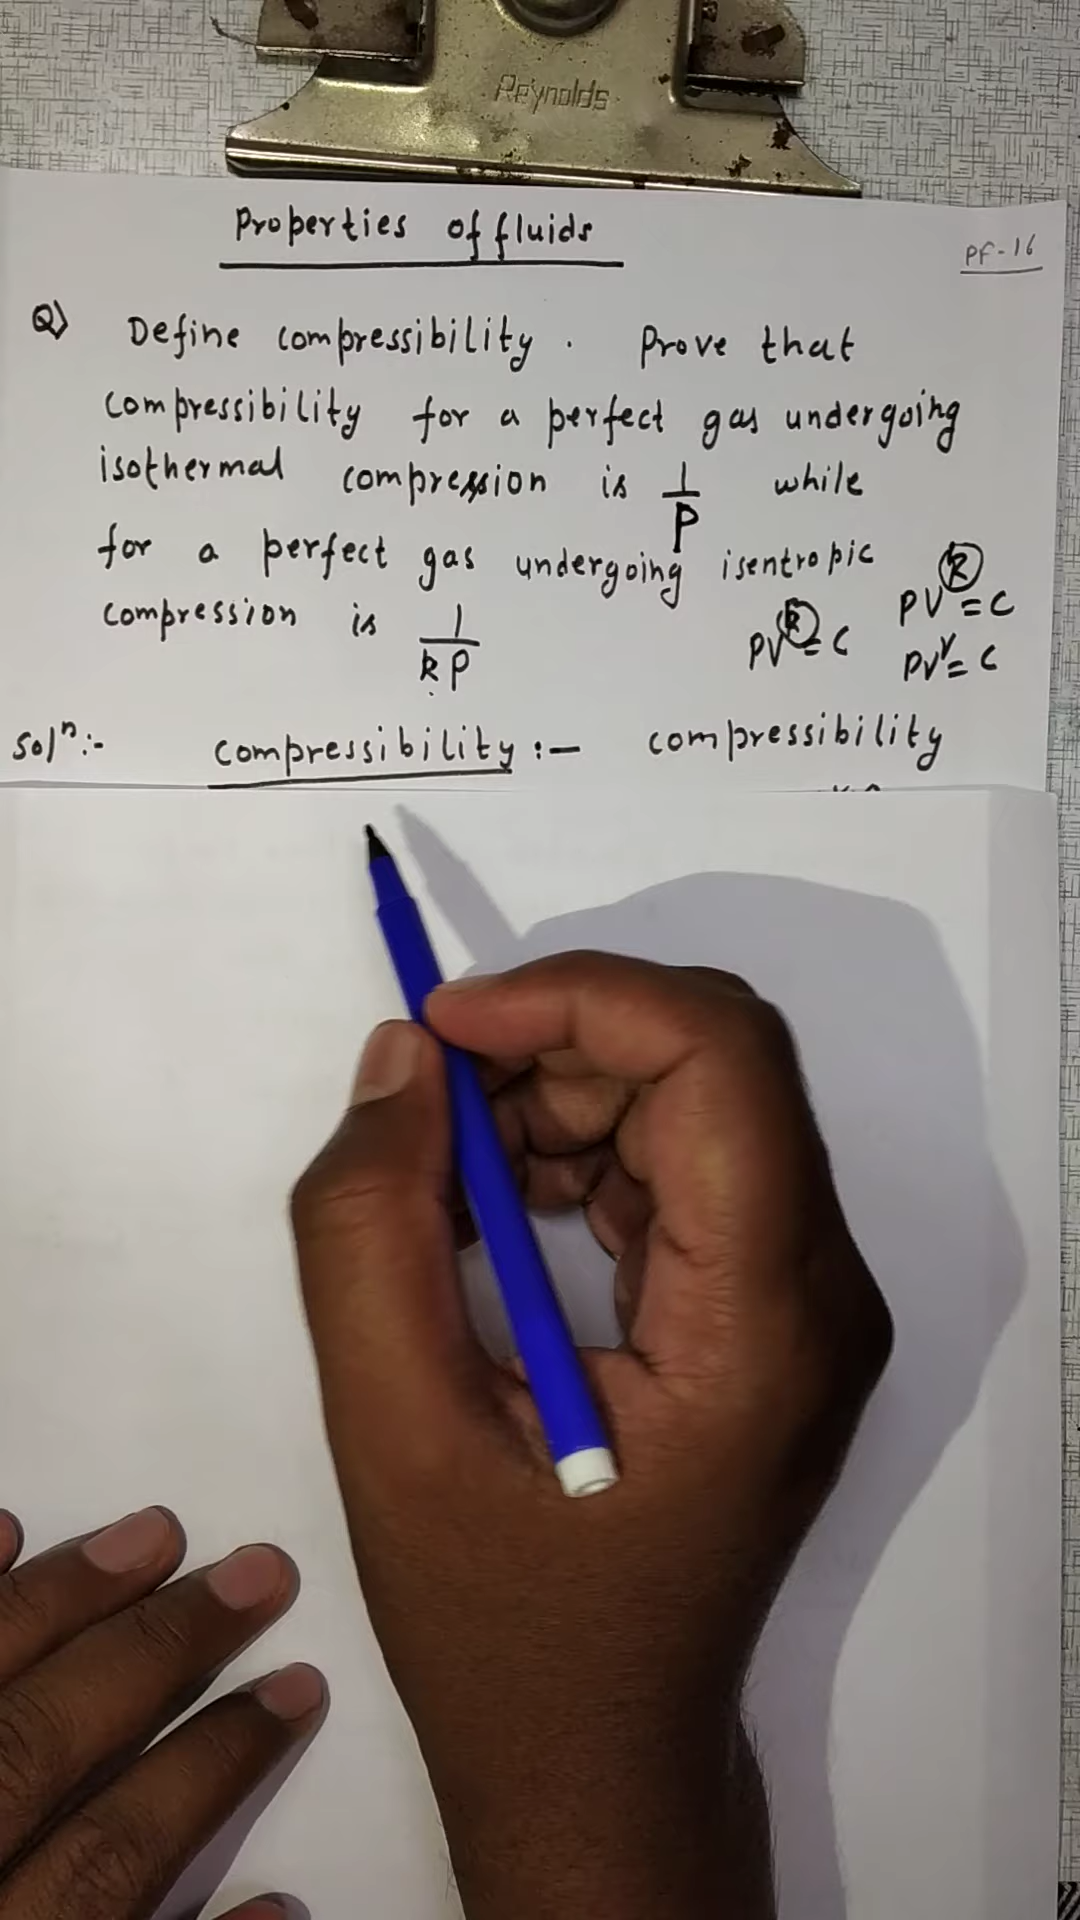 Reynolds
Properties of fluids
PF-16
Q) Define compressibility. Prove that
compressibility for a perfect gas undergoing
isothermal compression is 1/P while
for a perfect gas undergoing isentropic
compression is 1/kP
PV^k = C
PV^k = C
PV^γ = C
Solⁿ:- compressibility :- compressibility